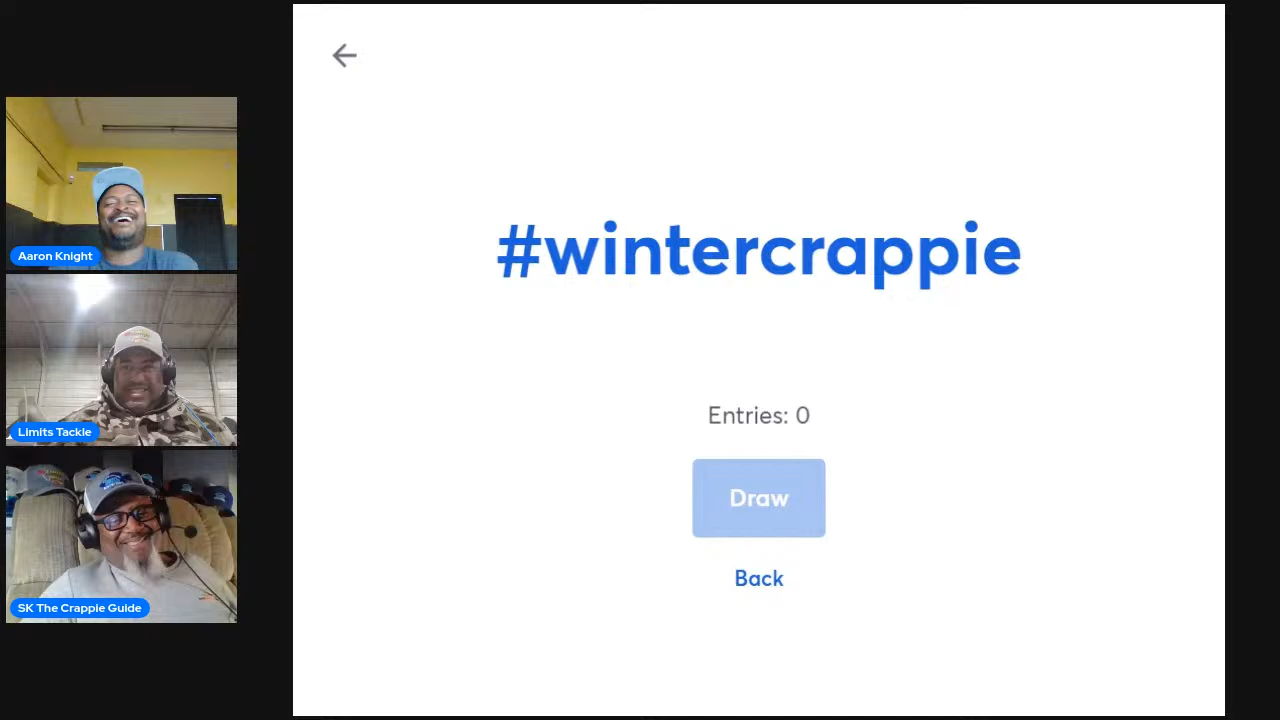 Aaron Knight
Limits Tackle
SK The Crappie Guide
#wintercrappie
Entries: 0
Draw
Back